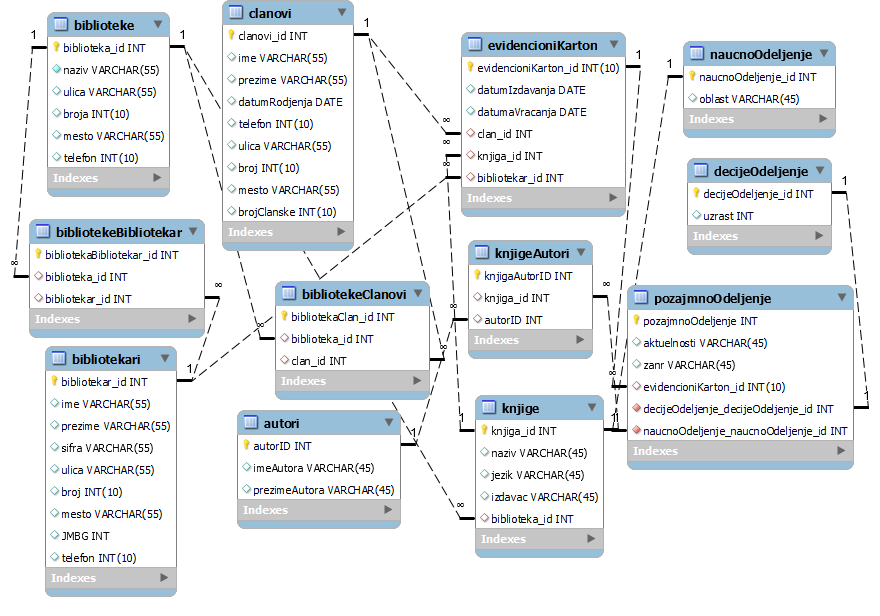 biblioteke
biblioteka_id INT
naziv VARCHAR(55)
ulica VARCHAR(55)
broja INT(10)
mesto VARCHAR(55)
telefon INT(10)
Indexes
clanovi
clanovi_id INT
ime VARCHAR(55)
prezime VARCHAR(55)
datumRodjenja DATE
telefon INT(10)
ulica VARCHAR(55)
broj INT(10)
mesto VARCHAR(55)
brojClanske INT(10)
Indexes
evidencioniKarton
evidencioniKarton_id INT(10)
datumIzdavanja DATE
datumaVracanja DATE
clan_id INT
knjiga_id INT
bibliotekar_id INT
Indexes
naucnoOdeljenje
naucnoOdeljenje_id INT
oblast VARCHAR(45)
Indexes
decijeOdeljenje
decijeOdeljenje_id INT
uzrast INT
Indexes
bibliotekeBibliotekar
bibliotekaBibliotekar_id INT
biblioteka_id INT
bibliotekar_id INT
Indexes
bibliotekeClanovi
bibliotekaClan_id INT
biblioteka_id INT
clan_id INT
Indexes
knjigeAutori
knjigaAutorID INT
knjiga_id INT
autorID INT
Indexes
pozajmnoOdeljenje
pozajmnoOdeljenje INT
aktuelnosti VARCHAR(45)
zanr VARCHAR(45)
evidencioniKarton_id INT(10)
decijeOdeljenje_decijeOdeljenje_id INT
naucnoOdeljenje_naucnoOdeljenje_id INT
Indexes
bibliotekari
bibliotekar_id INT
ime VARCHAR(55)
prezime VARCHAR(55)
sifra VARCHAR(55)
ulica VARCHAR(55)
broj INT(10)
mesto VARCHAR(55)
JMBG INT
telefon INT(10)
Indexes
autori
autorID INT
imeAutora VARCHAR(45)
prezimeAutora VARCHAR(45)
Indexes
knjige
knjiga_id INT
naziv VARCHAR(45)
jezik VARCHAR(45)
izdavac VARCHAR(45)
biblioteka_id INT
Indexes
1
1
1
1
1
1
1
1
1
1
∞
∞
∞
∞
∞
∞
∞
∞
∞
∞
∞